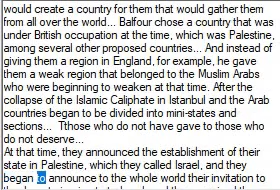 would create a country for them that would gather them
from all over the world... Balfour chose a country that was
under British occupation at the time, which was Palestine,
among several other proposed countries... And instead of
giving them a region in England, for example, he gave
them a weak region that belonged to the Muslim Arabs
who were beginning to weaken at that time. After the
collapse of the Islamic Caliphate in Istanbul and the Arab
countries began to be divided into mini-states and
sections...  Tthose who do not have gave to those who
do not deserve...
At that time, they announced the establishment of their
state in Palestine, which they called Israel, and they
began to announce to the whole world their invitation to